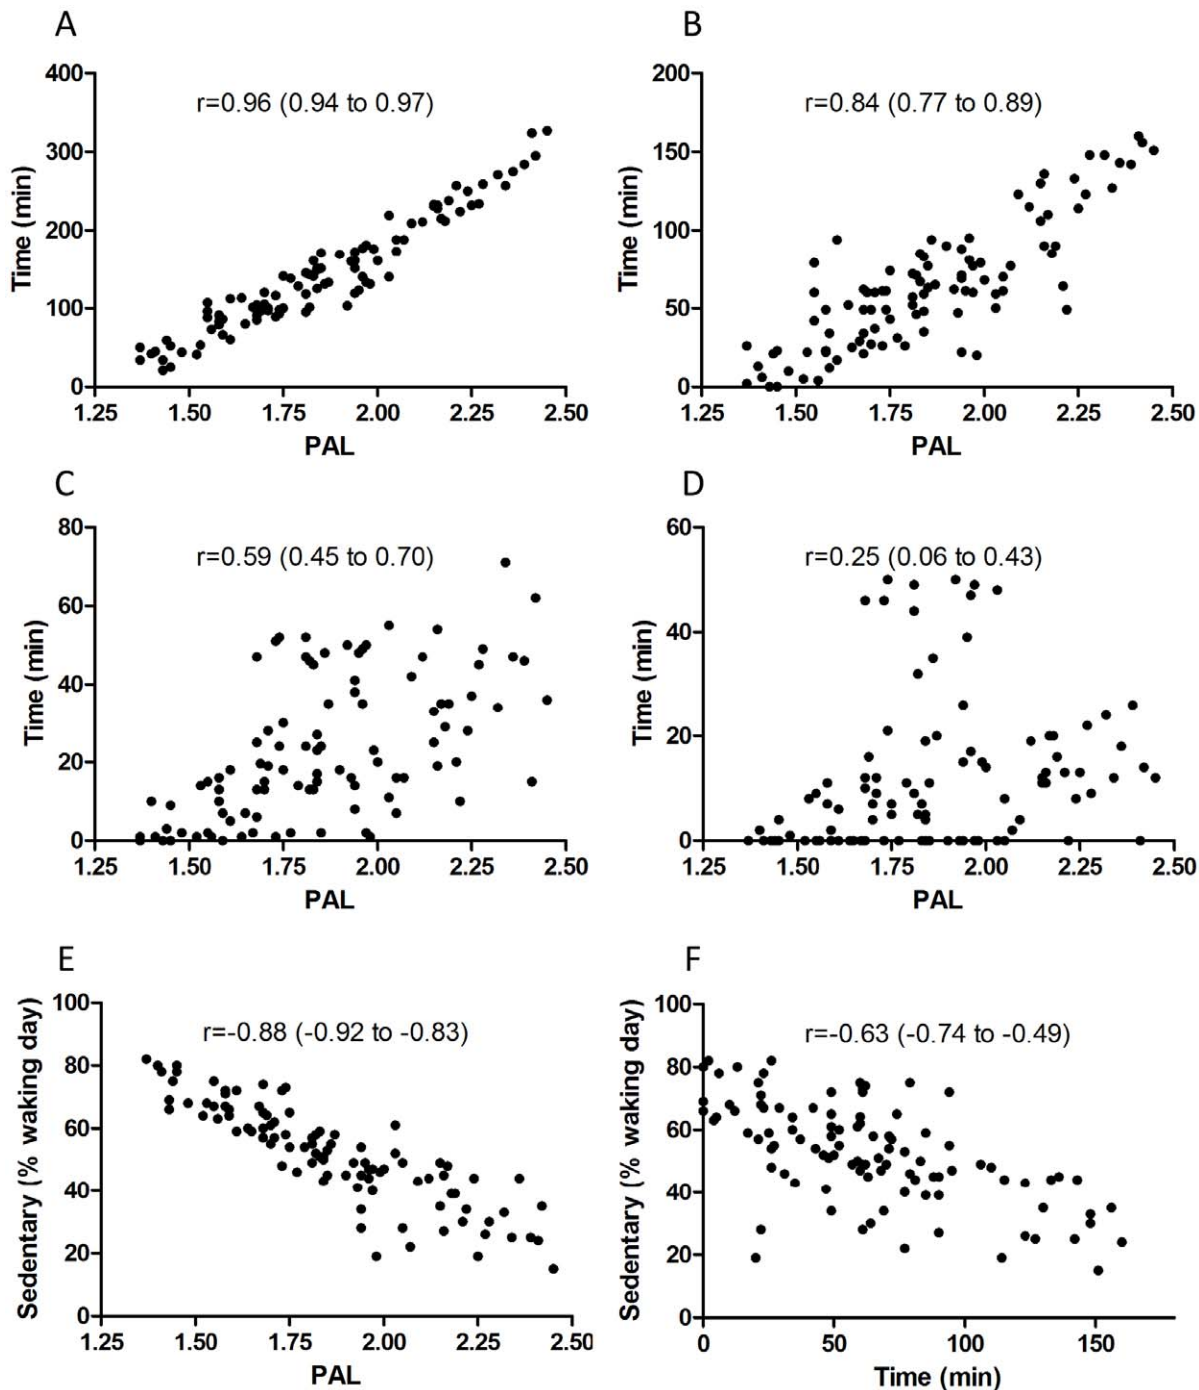 A
r=0.96 (0.94 to 0.97)
Time (min)
400
300
200
100
0
1.25 1.50 1.75 2.00 2.25 2.50
PAL
B
r=0.84 (0.77 to 0.89)
Time (min)
200
150
100
50
0
1.25 1.50 1.75 2.00 2.25 2.50
PAL
C
r=0.59 (0.45 to 0.70)
Time (min)
80
60
40
20
0
1.25 1.50 1.75 2.00 2.25 2.50
PAL
D
r=0.25 (0.06 to 0.43)
Time (min)
60
40
20
0
1.25 1.50 1.75 2.00 2.25 2.50
PAL
E
r=-0.88 (-0.92 to -0.83)
Sedentary (% waking day)
100
80
60
40
20
0
1.25 1.50 1.75 2.00 2.25 2.50
PAL
F
r=-0.63 (-0.74 to -0.49)
Sedentary (% waking day)
100
80
60
40
20
0
0 50 100 150
Time (min)